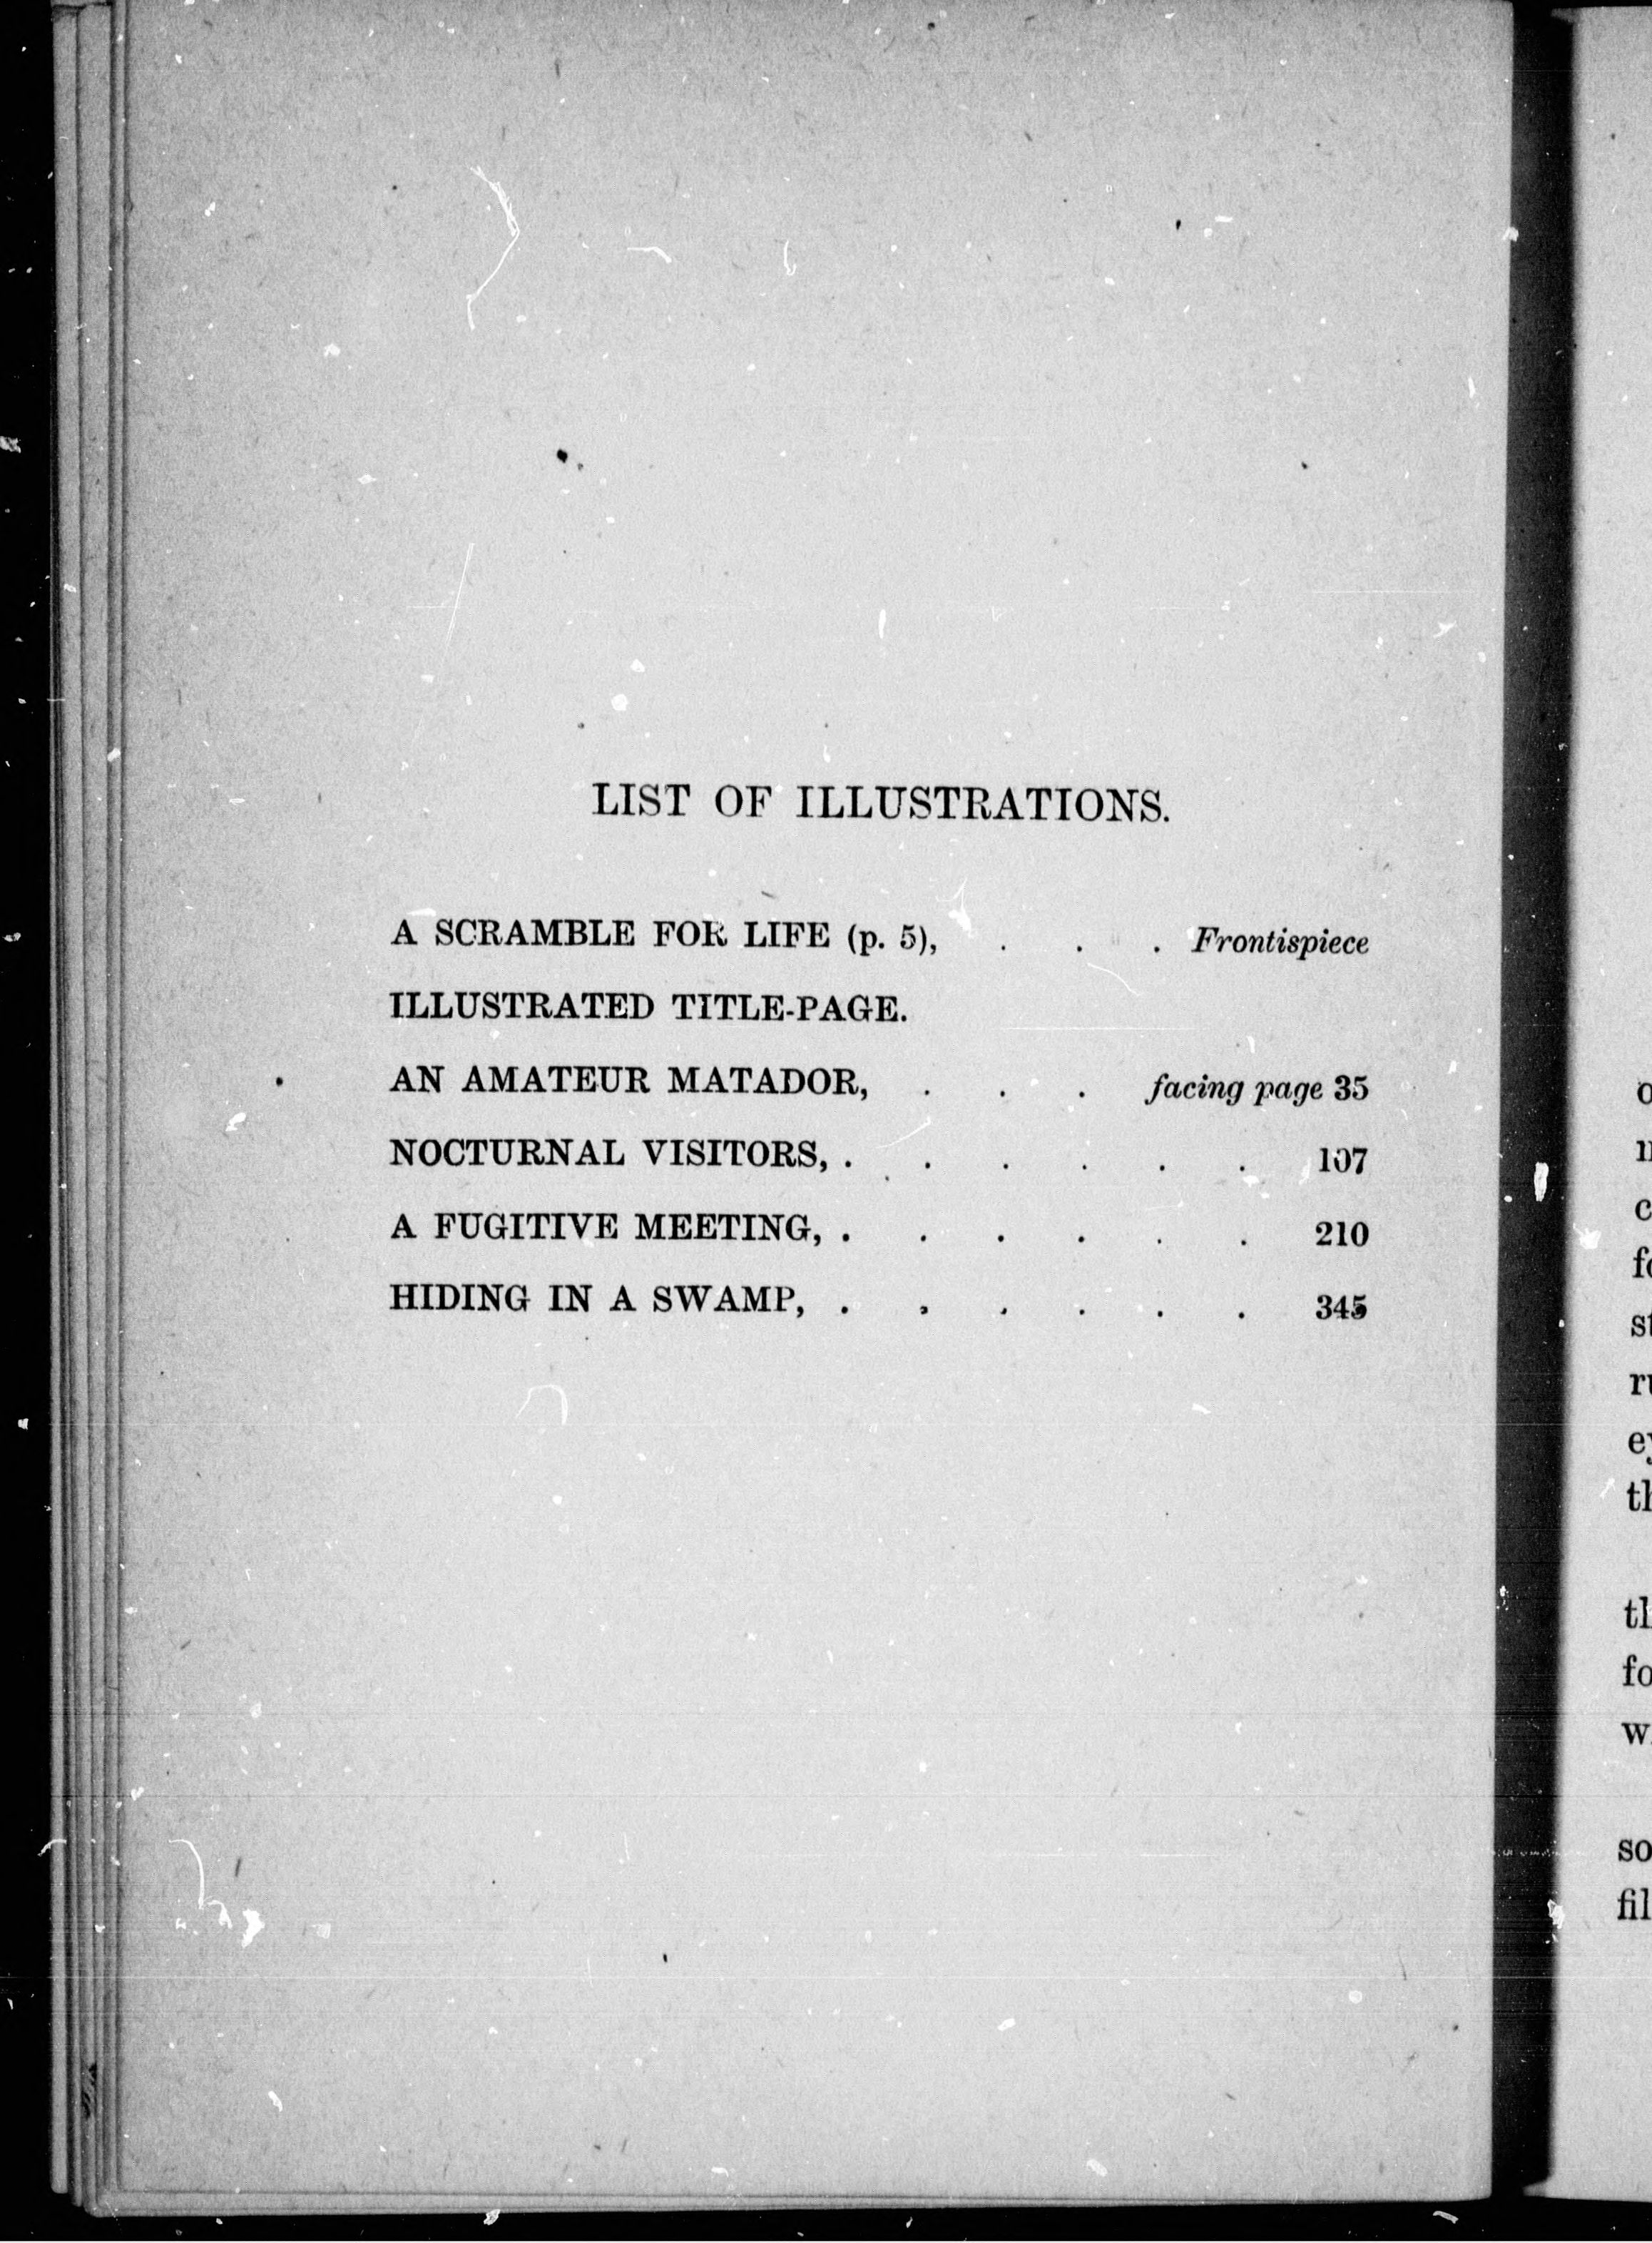 LIST OF ILLUSTRATIONS.
A SCRAMBLE FOR LIFE (p. 5), . . . Frontispiece
ILLUSTRATED TITLE-PAGE.
AN AMATEUR MATADOR, . . . facing page 35
NOCTURNAL VISITORS, . . . . . . 107
A FUGITIVE MEETING, . . . . . . 210
HIDING IN A SWAMP, . . . . . . 345